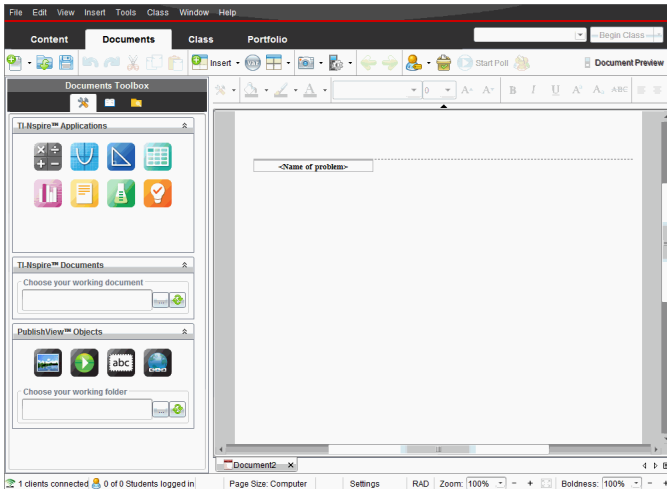 File Edit View Insert Tools Class Window Help
Content Documents Class Portfolio
Begin Class
Insert VAR Start Poll Document Preview
Documents Toolbox
0 A+ A- B I U ABC
TI-Nspire™ Applications
<Name of problem>
TI-Nspire™ Documents
Choose your working document
PublishView™ Objects
abc
Choose your working folder
Document2
1 clients connected 0 of 0 Students logged in Page Size: Computer Settings RAD Zoom: 100% - + Boldness: 100% - +